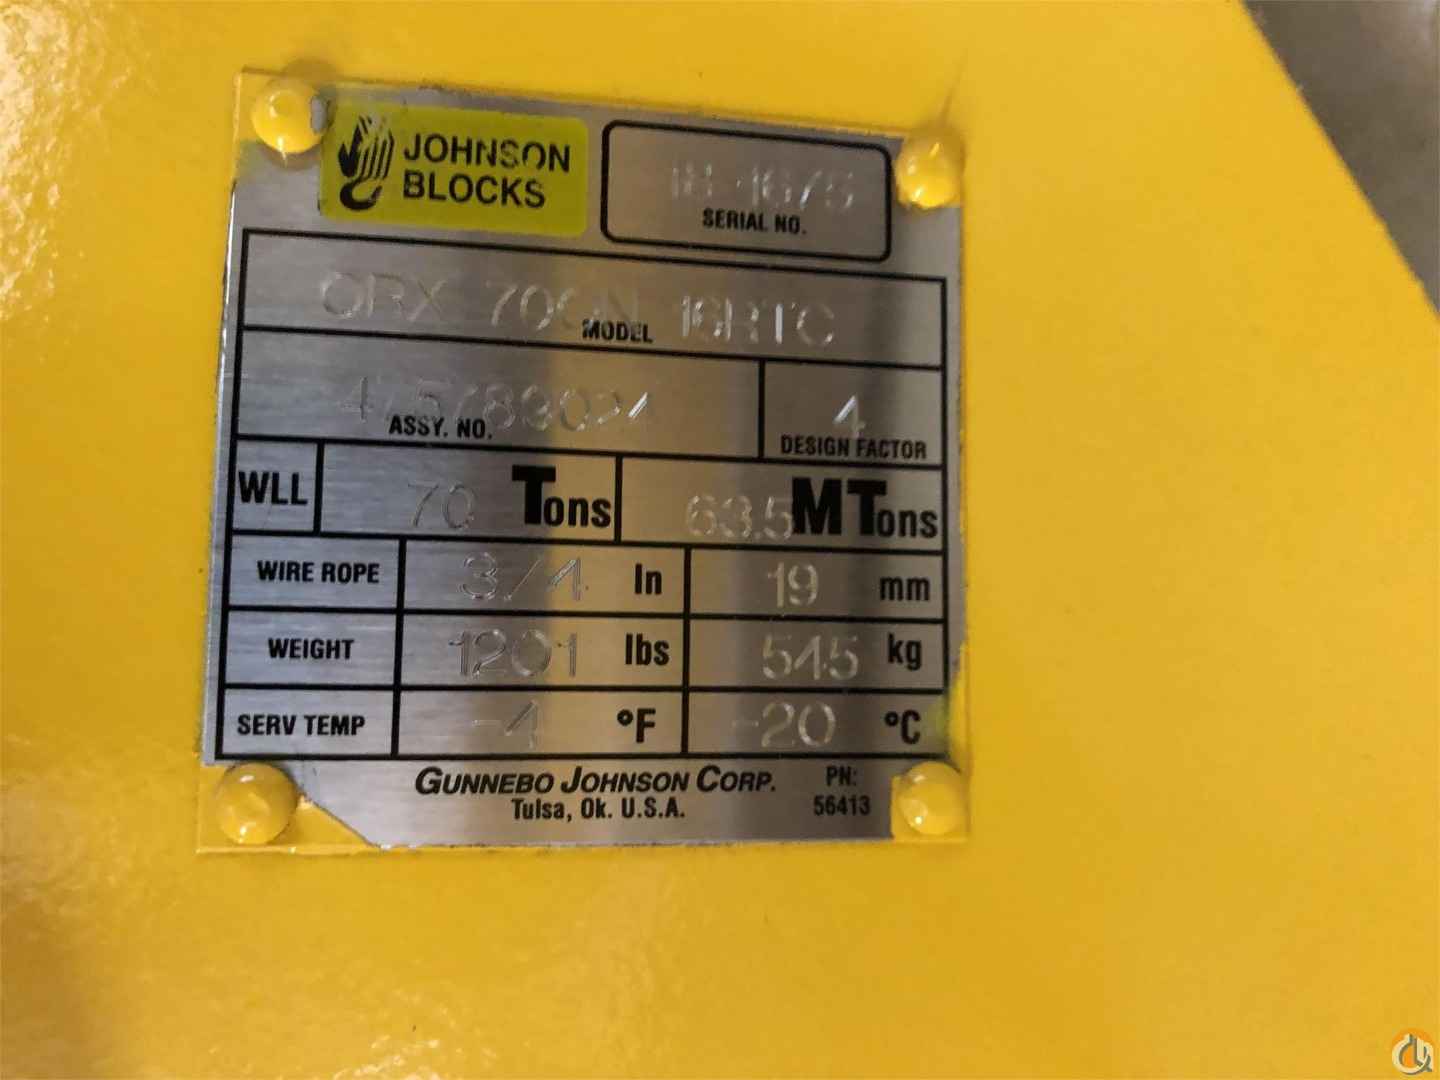 JOHNSON
BLOCKS
SERIAL NO.
16RTC
MODEL
ASSY. NO.
4
DESIGN FACTOR
WLL 70 Tons 63.5 MTons
WIRE ROPE 3/4 In 19 mm
WEIGHT 1201 lbs 545 kg
SERV TEMP -4 °F -20 °C
GUNNEBO JOHNSON CORP. PN:
Tulsa, Ok. U.S.A. 56413